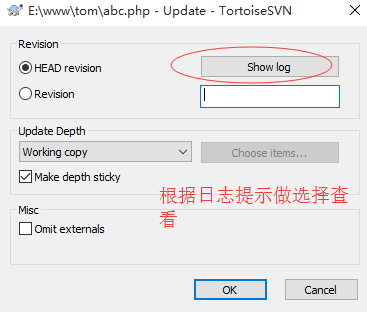 E:\www\tom\abc.php - Update - TortoiseSVN
Revision
HEAD revision
Show log
Revision
Update Depth
Working copy
Choose items...
Make depth sticky
根据日志提示做选择查
看
Misc
Omit externals
OK
Cancel